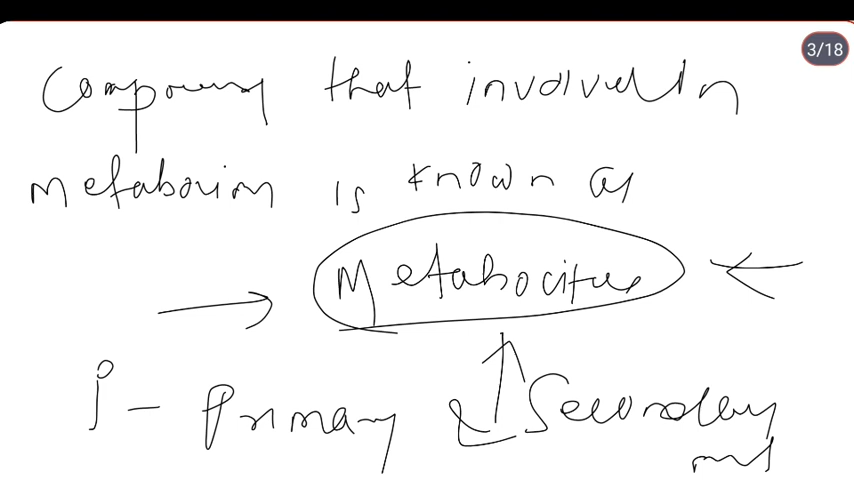 3/18
Compound that involved in
metabolism is known as
Metabolites
i - Primary & Secondary